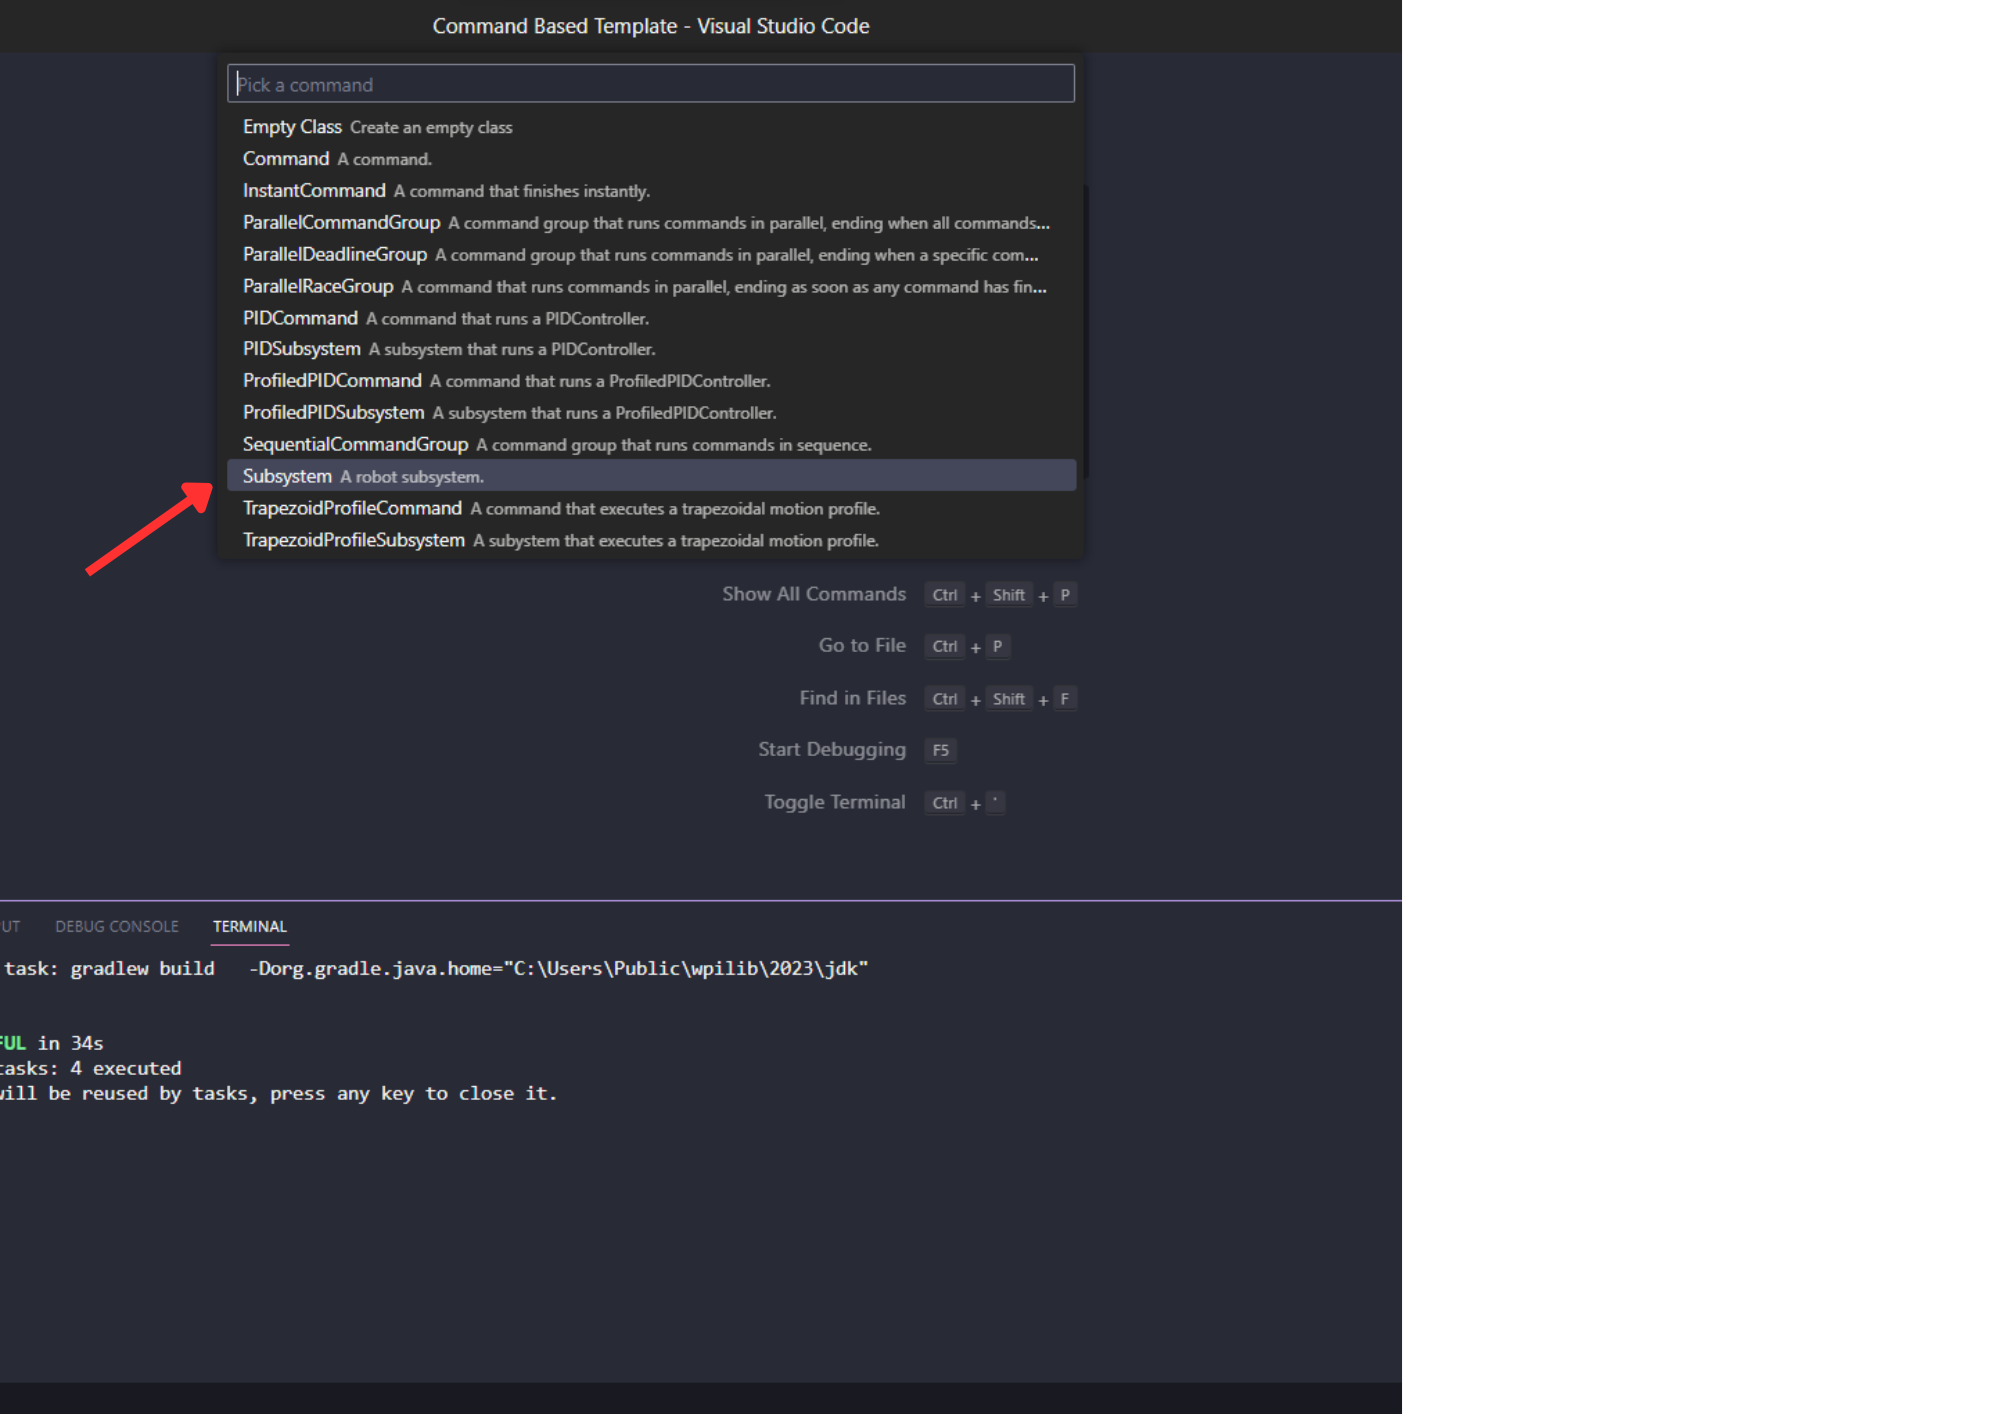 Command Based Template - Visual Studio Code
Pick a command
Empty Class Create an empty class
Command A command.
InstantCommand A command that finishes instantly.
ParallelCommandGroup A command group that runs commands in parallel, ending when all commands...
ParallelDeadlineGroup A command group that runs commands in parallel, ending when a specific com...
ParallelRaceGroup A command that runs commands in parallel, ending as soon as any command has fin...
PIDCommand A command that runs a PIDController.
PIDSubsystem A subsystem that runs a PIDController.
ProfiledPIDCommand A command that runs a ProfiledPIDController.
ProfiledPIDSubsystem A subsystem that runs a ProfiledPIDController.
SequentialCommandGroup A command group that runs commands in sequence.
Subsystem A robot subsystem.
TrapezoidProfileCommand A command that executes a trapezoidal motion profile.
TrapezoidProfileSubsystem A subystem that executes a trapezoidal motion profile.
Show All Commands Ctrl + Shift + P
Go to File Ctrl + P
Find in Files Ctrl + Shift + F
Start Debugging F5
Toggle Terminal Ctrl + '
UT DEBUG CONSOLE TERMINAL
task: gradlew build -Dorg.gradle.java.home="C:\Users\Public\wpilib\2023\jdk"
FUL in 34s
tasks: 4 executed
will be reused by tasks, press any key to close it.